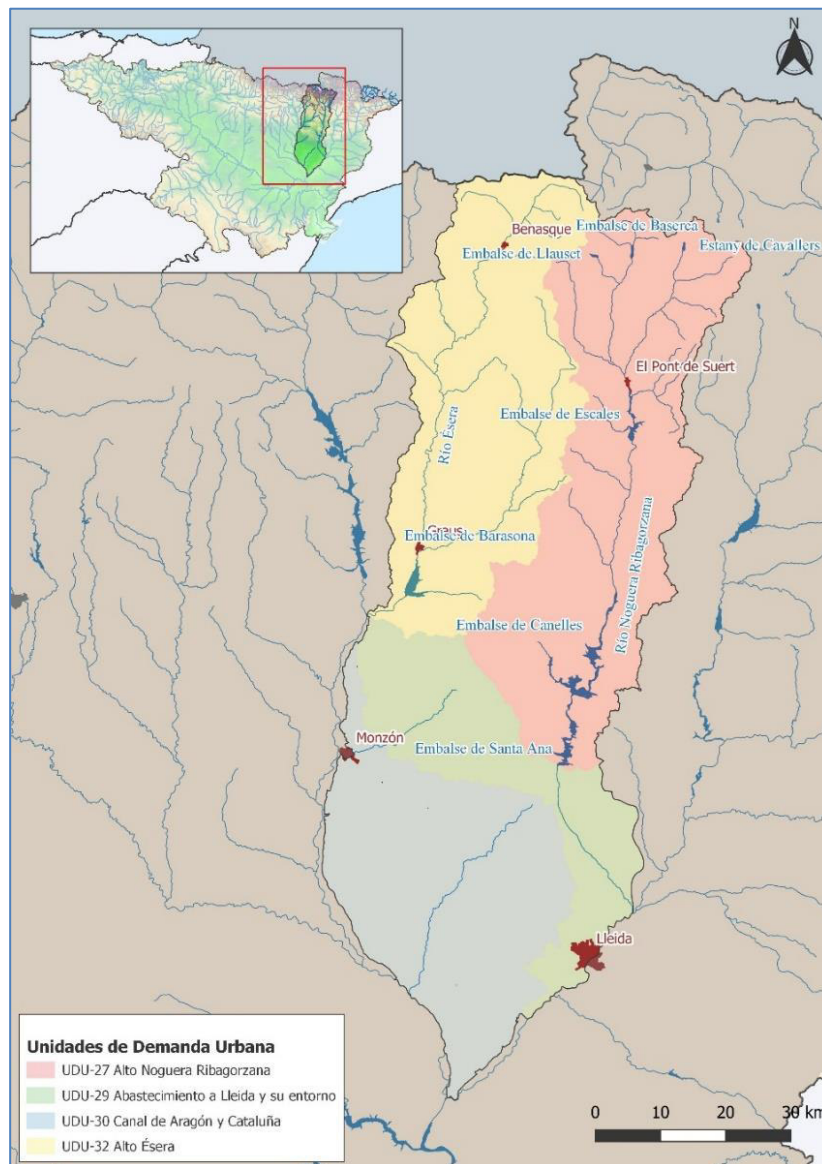 N
Benasque
Embalse de Baserca
Embalse de Llauset
Estany de Cavallers
El Pont de Suert
Embalse de Escales
Río Ésera
Graus
Embalse de Barasona
Río Noguera Ribagorzana
Embalse de Canelles
Monzón
Embalse de Santa Ana
Lleida
Unidades de Demanda Urbana
UDU-27 Alto Noguera Ribagorzana
UDU-29 Abastecimiento a Lleida y su entorno
UDU-30 Canal de Aragón y Cataluña
UDU-32 Alto Ésera
0 10 20 30 km